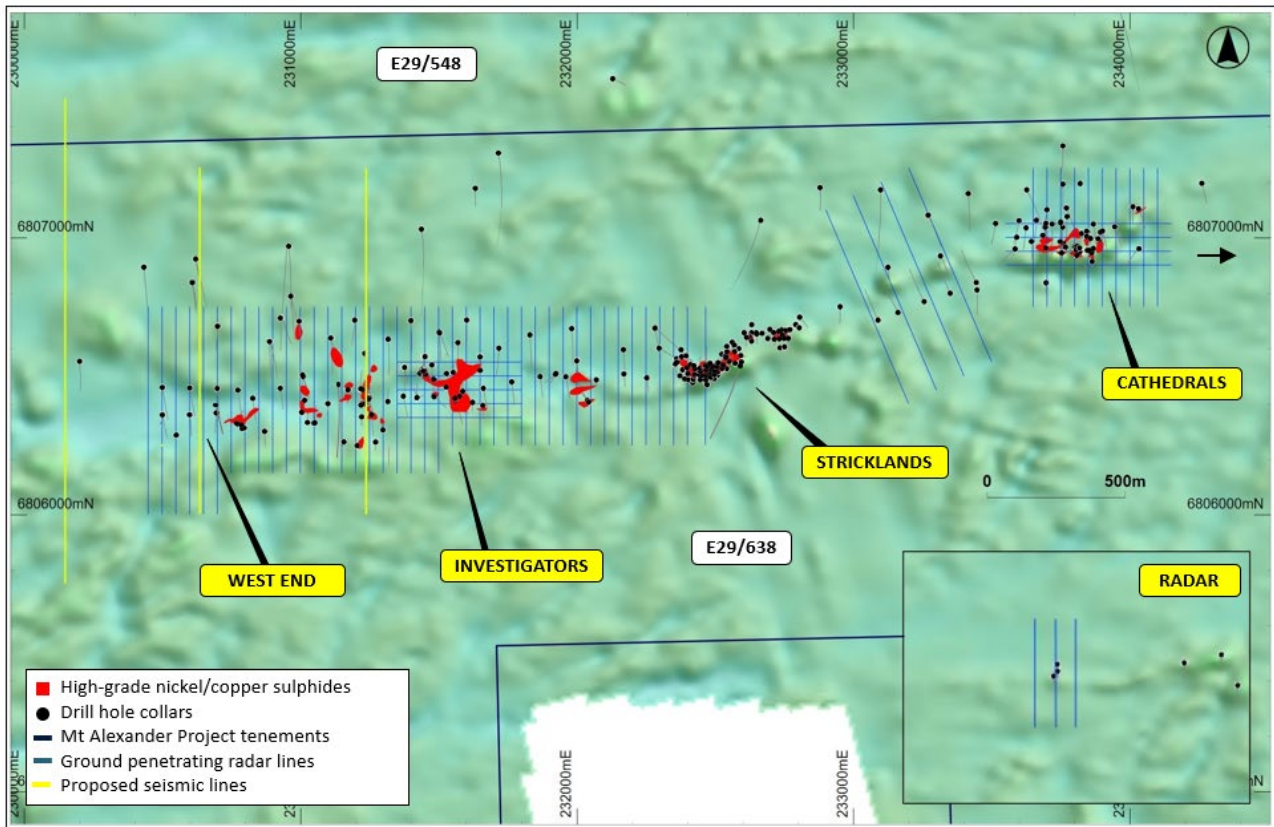 230000mE
231000mE
232000mE
233000mE
234000mE
E29/548
6807000mN
6807000mN
CATHEDRALS
STRICKLANDS
0 500m
6806000mN
6806000mN
E29/638
INVESTIGATORS
WEST END
RADAR
High-grade nickel/copper sulphides
Drill hole collars
Mt Alexander Project tenements
Ground penetrating radar lines
Proposed seismic lines
232000mE
233000mE